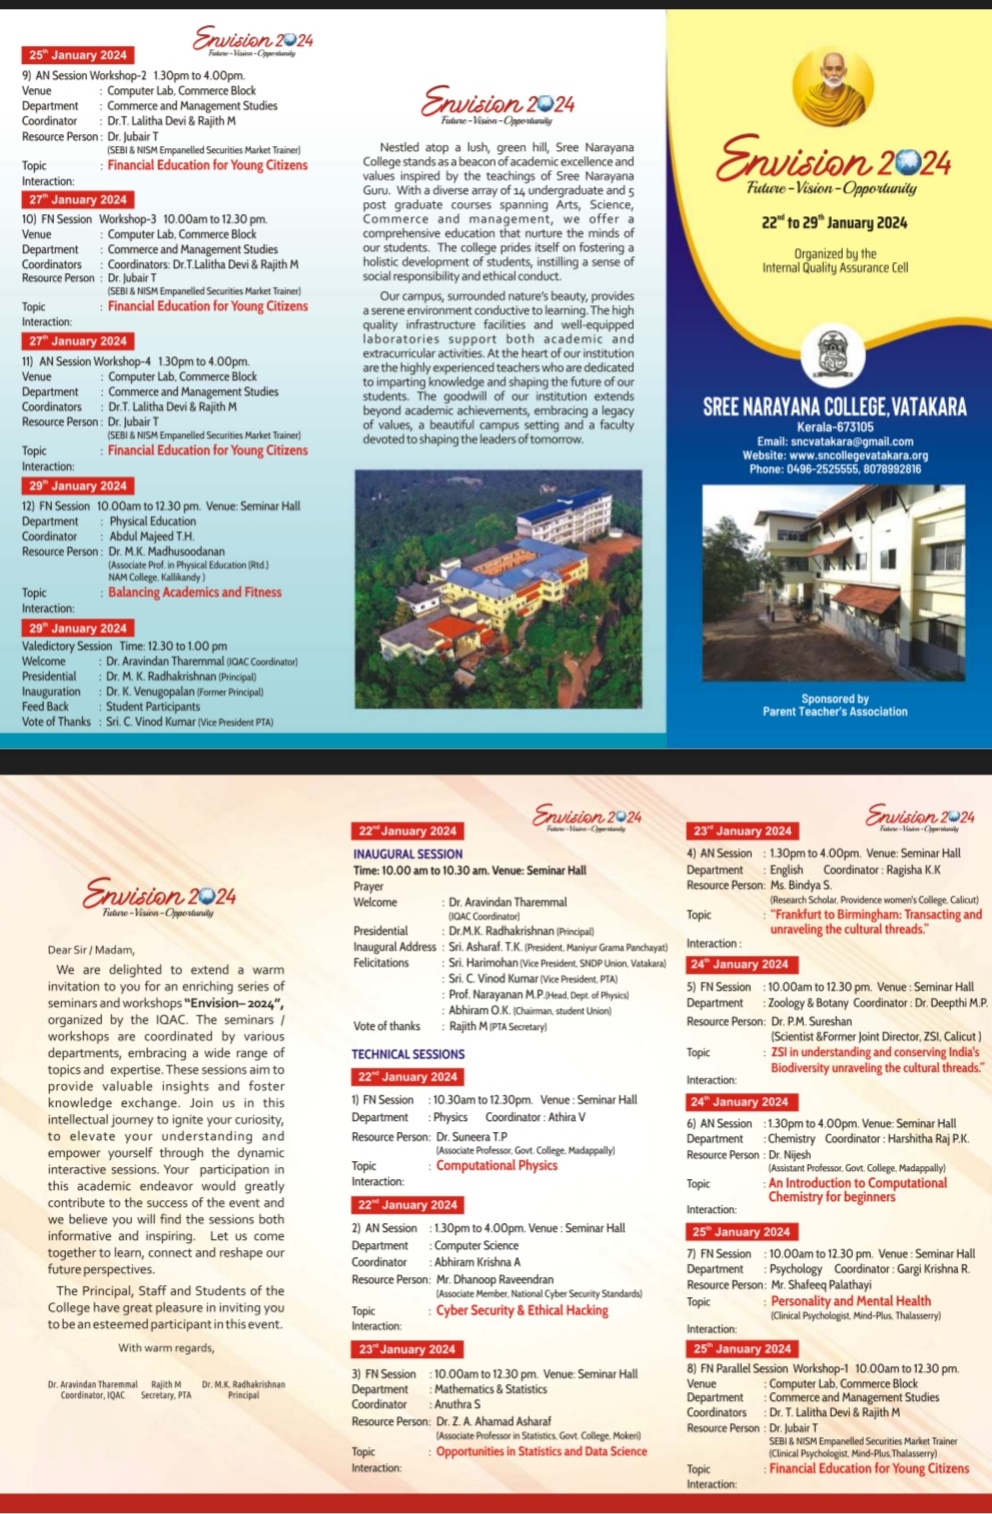 Envision 2024
Future - Vision - Opportunity
25th January 2024
9) AN Session Workshop-2 1.30pm to 4.00pm.
Venue : Computer Lab, Commerce Block
Department : Commerce and Management Studies
Coordinator : Dr.T. Lalitha Devi & Rajith M
Resource Person : Dr. Jubair T
(SEBI & NISM Empanelled Securities Market Trainer)
Topic : Financial Education for Young Citizens
Interaction:
27th January 2024
10) FN Session Workshop-3 10.00am to 12.30 pm.
Venue : Computer Lab, Commerce Block
Department : Commerce and Management Studies
Coordinators : Coordinators: Dr.T.Lalitha Devi & Rajith M
Resource Person : Dr. Jubair T
(SEBI & NISM Empanelled Securities Market Trainer)
Topic : Financial Education for Young Citizens
Interaction:
27th January 2024
11) AN Session Workshop-4 1.30pm to 4.00pm.
Venue : Computer Lab, Commerce Block
Department : Commerce and Management Studies
Coordinators : Dr.T. Lalitha Devi & Rajith M
Resource Person : Dr. Jubair T
(SEBI & NISM Empanelled Securities Market Trainer)
Topic : Financial Education for Young Citizens
Interaction:
29th January 2024
12) FN Session 10.00am to 12.30 pm. Venue: Seminar Hall
Department : Physical Education
Coordinator : Abdul Majeed T.H.
Resource Person : Dr. M.K. Madhusoodanan
(Associate Prof. in Physical Education (Rtd.)
NAM College, Kallikandy )
Topic : Balancing Academics and Fitness
Interaction:
29th January 2024
Valedictory Session Time: 12.30 to 1.00 pm
Welcome : Dr. Aravindan Tharemmal (IQAC Coordinator)
Presidential : Dr. M. K. Radhakrishnan (Principal)
Inauguration : Dr. K. Venugopalan (Former Principal)
Feed Back : Student Participants
Vote of Thanks : Sri. C. Vinod Kumar (Vice President PTA)
Envision 2024
Future - Vision - Opportunity
Nestled atop a lush, green hill, Sree Narayana
College stands as a beacon of academic excellence and
values inspired by the teachings of Sree Narayana
Guru. With a diverse array of 14 undergraduate and 5
post graduate courses spanning Arts, Science,
Commerce and management, we offer a
comprehensive education that nurture the minds of
our students. The college prides itself on fostering a
holistic development of students, instilling a sense of
social responsibility and ethical conduct.
Our campus, surrounded nature's beauty, provides
a serene environment conductive to learning. The high
quality infrastructure facilities and well-equipped
laboratories support both academic and
extracurricular activities. At the heart of our institution
are the highly experienced teachers who are dedicated
to imparting knowledge and shaping the future of our
students. The goodwill of our institution extends
beyond academic achievements, embracing a legacy
of values, a beautiful campus setting and a faculty
devoted to shaping the leaders of tomorrow.
Envision 2024
Future - Vision - Opportunity
22nd to 29th January 2024
Organized by the
Internal Quality Assurance Cell
SREE NARAYANA COLLEGE, VATAKARA
Kerala-673105
Email: sncvatakara@gmail.com
Website: www.sncollegevatakara.org
Phone: 0496-2525555, 8078992816
Sponsored by
Parent Teacher's Association
Envision 2024
Future - Vision - Opportunity
Dear Sir / Madam,
We are delighted to extend a warm
invitation to you for an enriching series of
seminars and workshops "Envision– 2024",
organized by the IQAC. The seminars /
workshops are coordinated by various
departments, embracing a wide range of
topics and expertise. These sessions aim to
provide valuable insights and foster
knowledge exchange. Join us in this
intellectual journey to ignite your curiosity,
to elevate your understanding and
empower yourself through the dynamic
interactive sessions. Your participation in
this academic endeavor would greatly
contribute to the success of the event and
we believe you will find the sessions both
informative and inspiring. Let us come
together to learn, connect and reshape our
future perspectives.
The Principal, Staff and Students of the
College have great pleasure in inviting you
to be an esteemed participant in this event.
With warm regards,
Dr. Aravindan Tharemmal Rajith M Dr. M.K. Radhakrishnan
Coordinator, IQAC Secretary, PTA Principal
Envision 2024
Future - Vision - Opportunity
22nd January 2024
INAUGURAL SESSION
Time: 10.00 am to 10.30 am. Venue: Seminar Hall
Prayer
Welcome : Dr. Aravindan Tharemmal
(IQAC Coordinator)
Presidential : Dr.M.K. Radhakrishnan (Principal)
Inaugural Address : Sri. Asharaf. T.K. (President, Maniyur Grama Panchayat)
Felicitations : Sri. Harimohan (Vice President, SNDP Union, Vatakara)
: Sri. C. Vinod Kumar (Vice President, PTA)
: Prof. Narayanan M.P.(Head, Dept. of Physics)
: Abhiram O.K. (Chairman, student Union)
Vote of thanks : Rajith M (PTA Secretary)
TECHNICAL SESSIONS
22nd January 2024
1) FN Session : 10.30am to 12.30pm. Venue : Seminar Hall
Department : Physics Coordinator : Athira V
Resource Person: Dr. Suneera T.P
(Associate Professor, Govt. College, Madappally)
Topic : Computational Physics
Interaction:
22nd January 2024
2) AN Session : 1.30pm to 4.00pm. Venue : Seminar Hall
Department : Computer Science
Coordinator : Abhiram Krishna A
Resource Person: Mr. Dhanoop Raveendran
(Associate Member, National Cyber Security Standards)
Topic : Cyber Security & Ethical Hacking
Interaction:
23rd January 2024
3) FN Session : 10.00am to 12.30 pm. Venue: Seminar Hall
Department : Mathematics & Statistics
Coordinator : Anuthra S
Resource Person: Dr. Z. A. Ahamad Asharaf
(Associate Professor in Statistics, Govt. College, Mokeri)
Topic : Opportunities in Statistics and Data Science
Interaction:
Envision 2024
Future - Vision - Opportunity
23rd January 2024
4) AN Session : 1.30pm to 4.00pm. Venue: Seminar Hall
Department : English Coordinator : Ragisha K.K
Resource Person: Ms. Bindya S.
(Research Scholar, Providence women's College, Calicut)
Topic : "Frankfurt to Birmingham: Transacting and
unraveling the cultural threads."
Interaction :
24th January 2024
5) FN Session : 10.00am to 12.30 pm. Venue : Seminar Hall
Department : Zoology & Botany Coordinator : Dr. Deepthi M.P.
Resource Person: Dr. P.M. Sureshan
(Scientist &Former Joint Director, ZSI, Calicut )
Topic : ZSI in understanding and conserving India's
Biodiversity unraveling the cultural threads."
Interaction:
24th January 2024
6) AN Session : 1.30pm to 4.00pm. Venue: Seminar Hall
Department : Chemistry Coordinator : Harshitha Raj P.K.
Resource Person : Dr. Nijesh
(Assistant Professor, Govt. College, Madappally)
Topic : An Introduction to Computational
Chemistry for beginners
Interaction:
25th January 2024
7) FN Session : 10.00am to 12.30 pm. Venue : Seminar Hall
Department : Psychology Coordinator : Gargi Krishna R.
Resource Person: Mr. Shafeeq Palathayi
Topic : Personality and Mental Health
(Clinical Psychologist, Mind-Plus, Thalasserry)
Interaction:
25th January 2024
8) FN Parallel Session Workshop-1 10.00am to 12.30 pm.
Venue : Computer Lab, Commerce Block
Department : Commerce and Management Studies
Coordinators : Dr. T. Lalitha Devi & Rajith M
Resource Person : Dr. Jubair T
SEBI & NISM Empanelled Securities Market Trainer
(Clinical Psychologist, Mind-Plus,Thalasserry)
Topic : Financial Education for Young Citizens
Interaction: